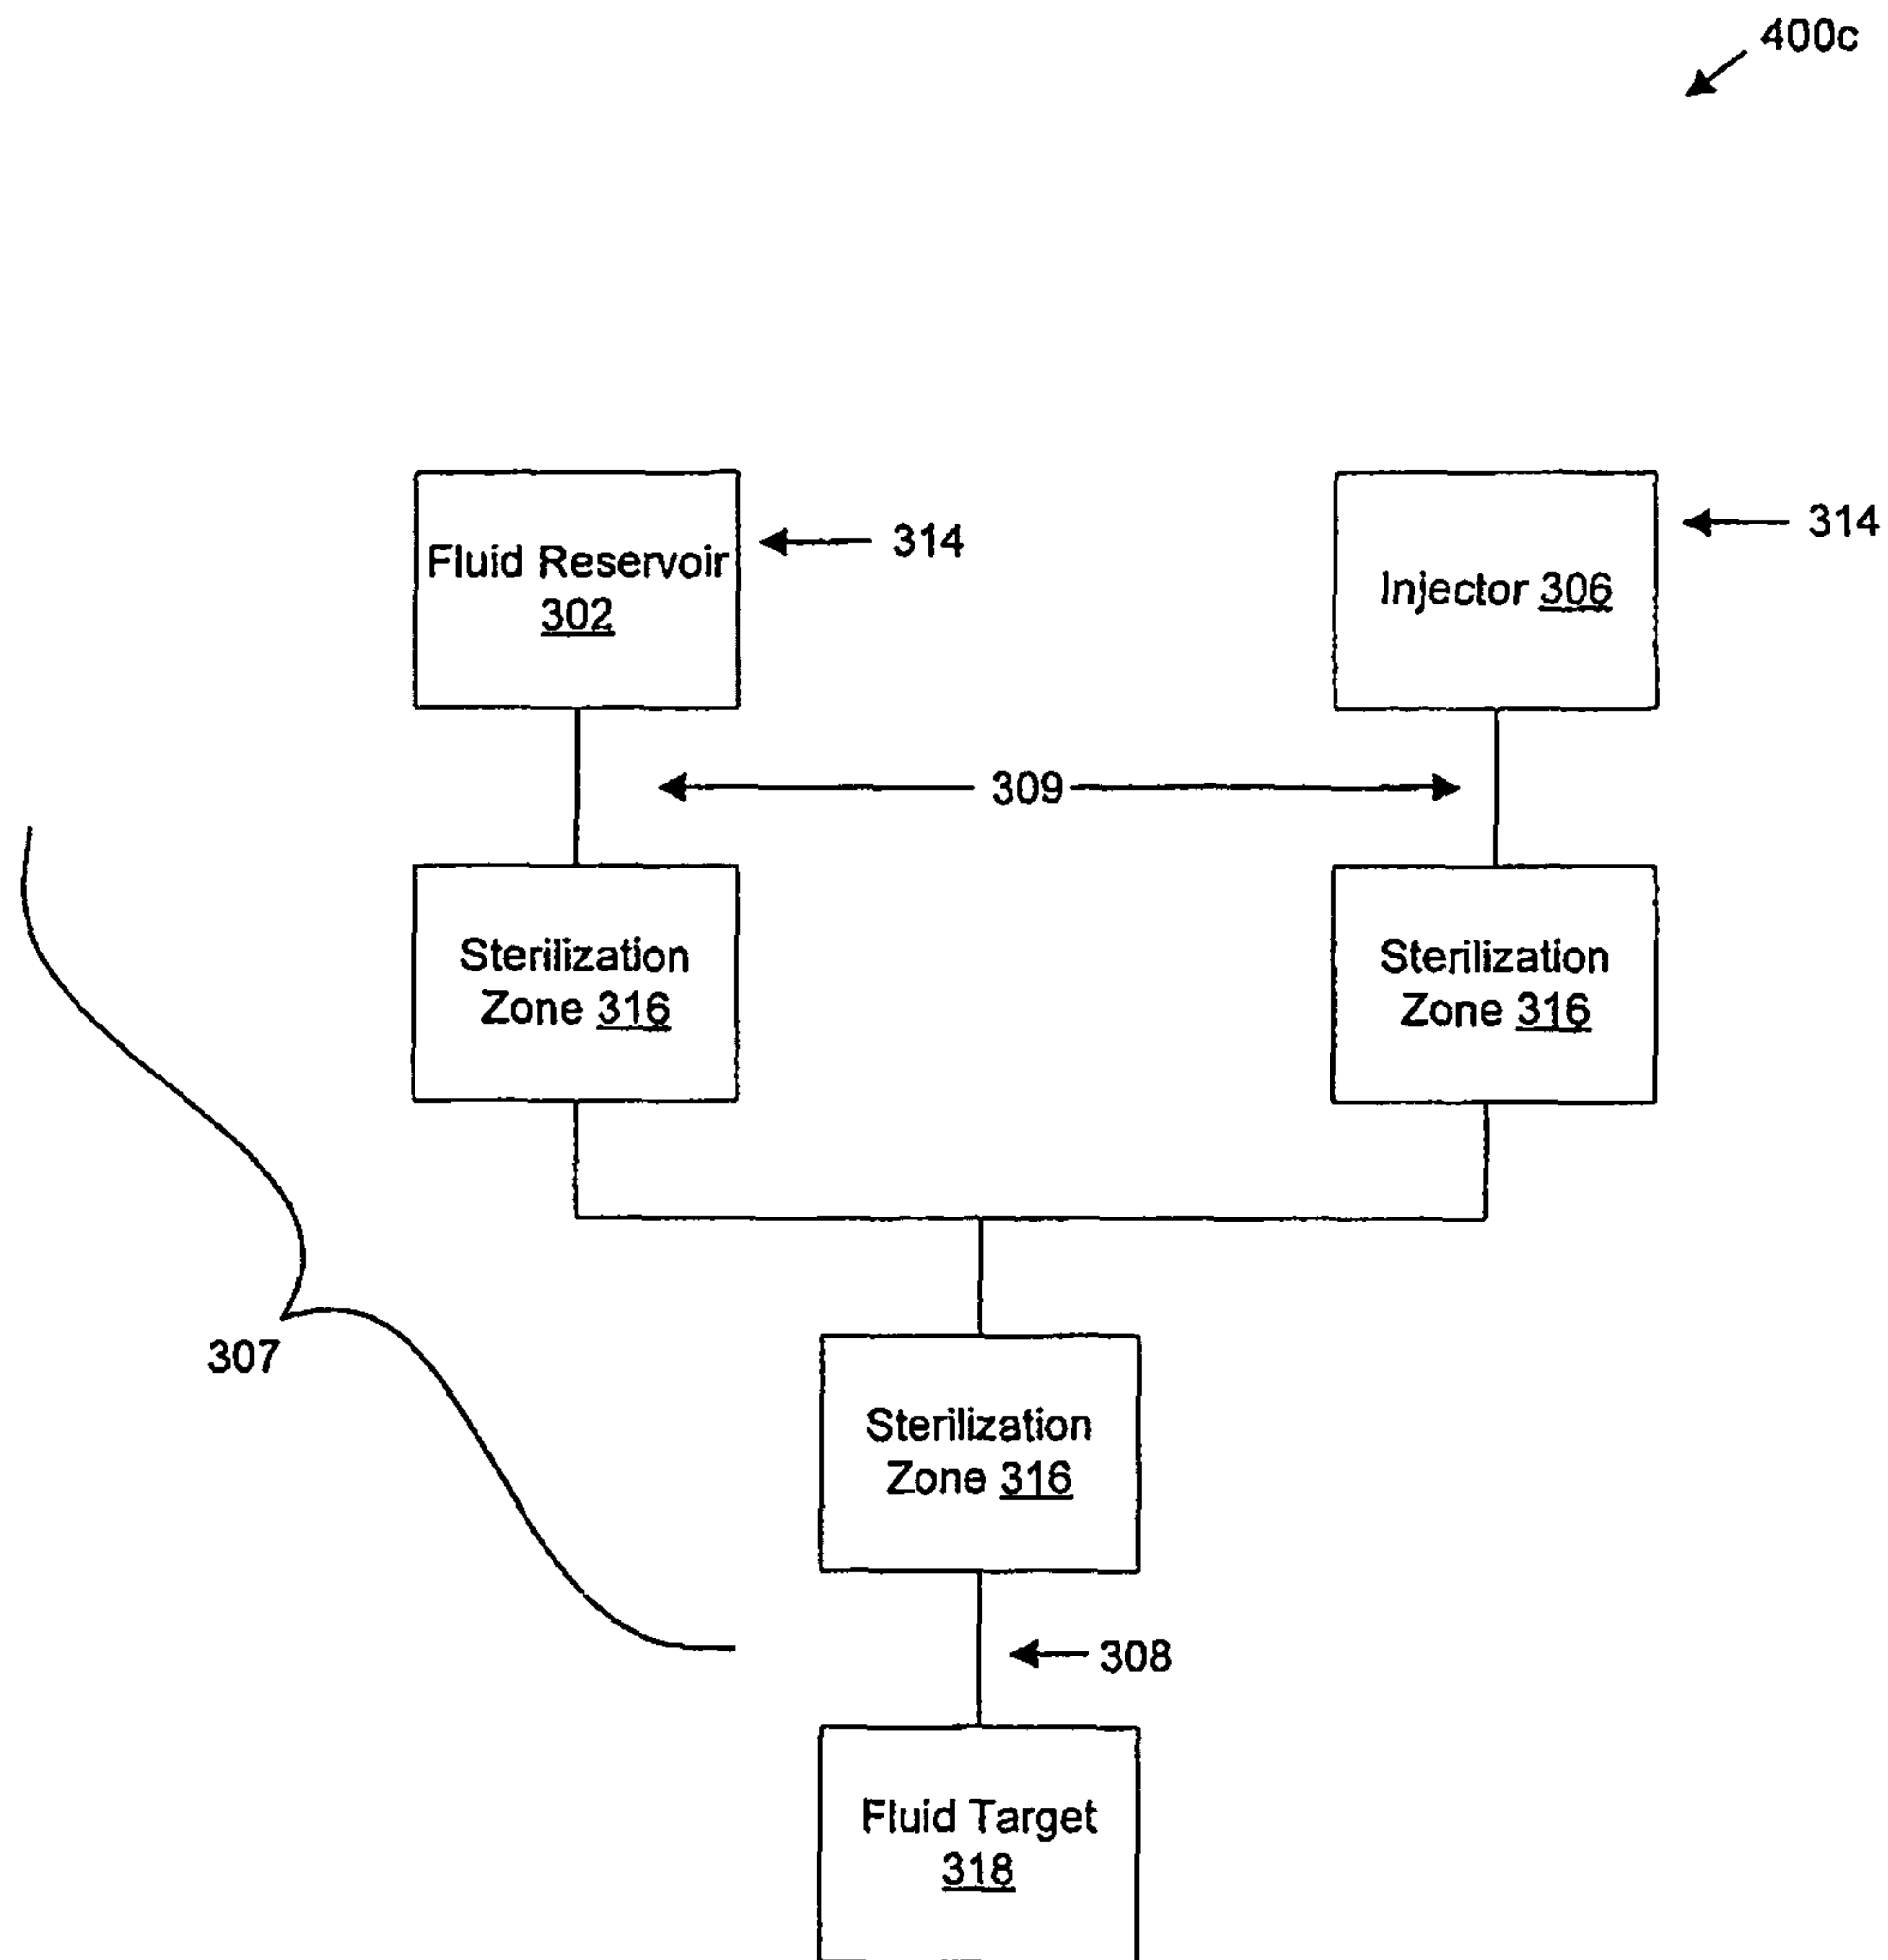 400c
Fluid Reservoir
302
314
Injector 306
314
309
Sterilization
Zone 316
Sterilization
Zone 316
307
Sterilization
Zone 316
308
Fluid Target
318